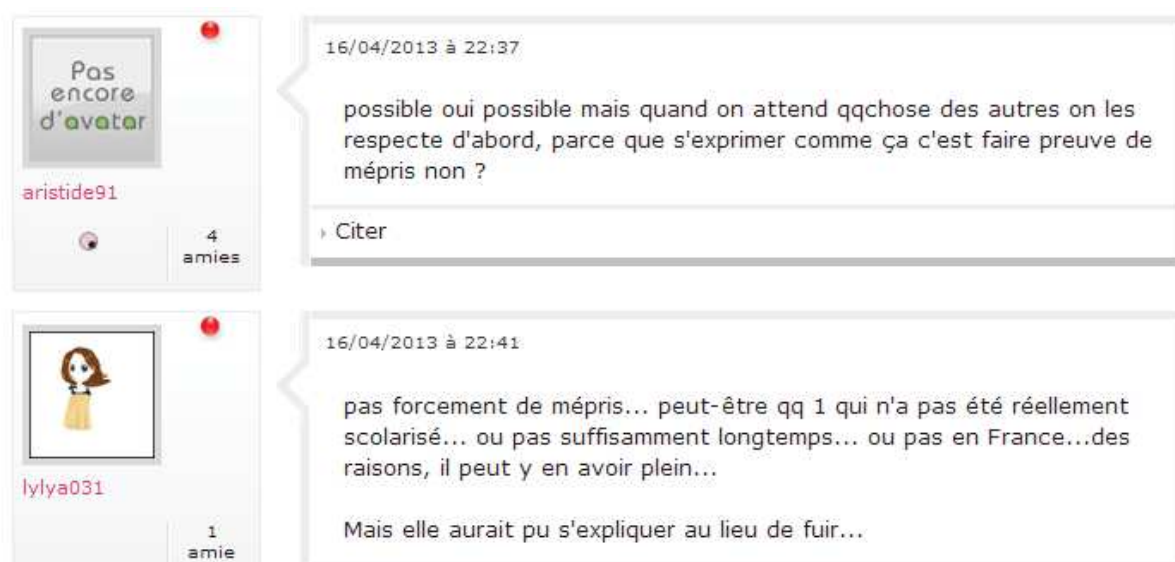 Pas
encore
d'avatar
aristide91
4
amies
16/04/2013 à 22:37
possible oui possible mais quand on attend qqchose des autres on les
respecte d'abord, parce que s'exprimer comme ça c'est faire preuve de
mépris non ?
Citer
lylya031
1
amie
16/04/2013 à 22:41
pas forcement de mépris... peut-être qq 1 qui n'a pas été réellement
scolarisé... ou pas suffisamment longtemps... ou pas en France...des
raisons, il peut y en avoir plein...
Mais elle aurait pu s'expliquer au lieu de fuir...